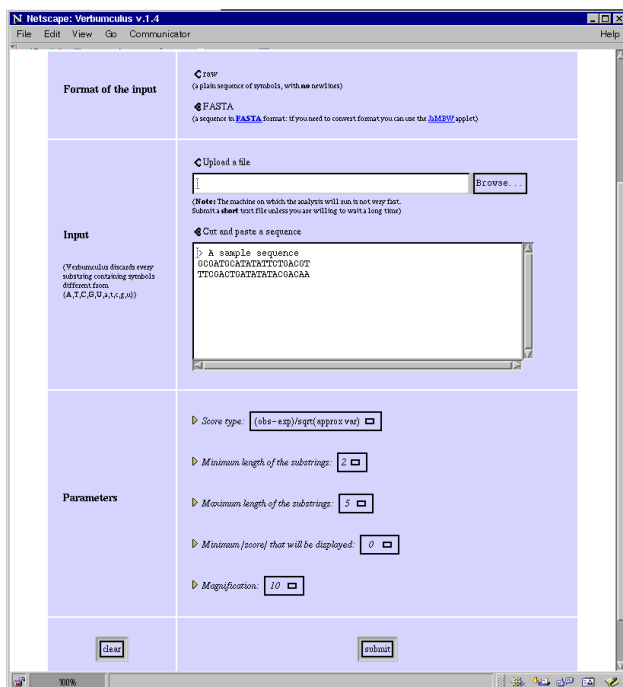 Netscape: Verbumculus v.1.4
File Edit View Go Communicator Help
raw
(a plain sequence of symbols, with no newlines)
Format of the input
FASTA
(a sequence in FASTA format: if you need to convert format you can use the JaMBW applet)
Upload a file
Browse...
(Note: The machine on which the analysis will run is not very fast.
Submit a short text file unless you are willing to wait a long time)
Input
Cut and paste a sequence
> A sample sequence
GCGATGCATATATTCTGACGT
TTCGACTGATATATACGACAA
(Verbumculus discards every
substring containing symbols
different from
(A,T,C,G,U,a,t,c,g,u))
Score type: (obs-exp)/sqrt(approx var)
Minimum length of the substrings: 2
Parameters
Maximum length of the substrings: 5
Minimum |score| that will be displayed: 0
Magnification: 10
clear submit
100%